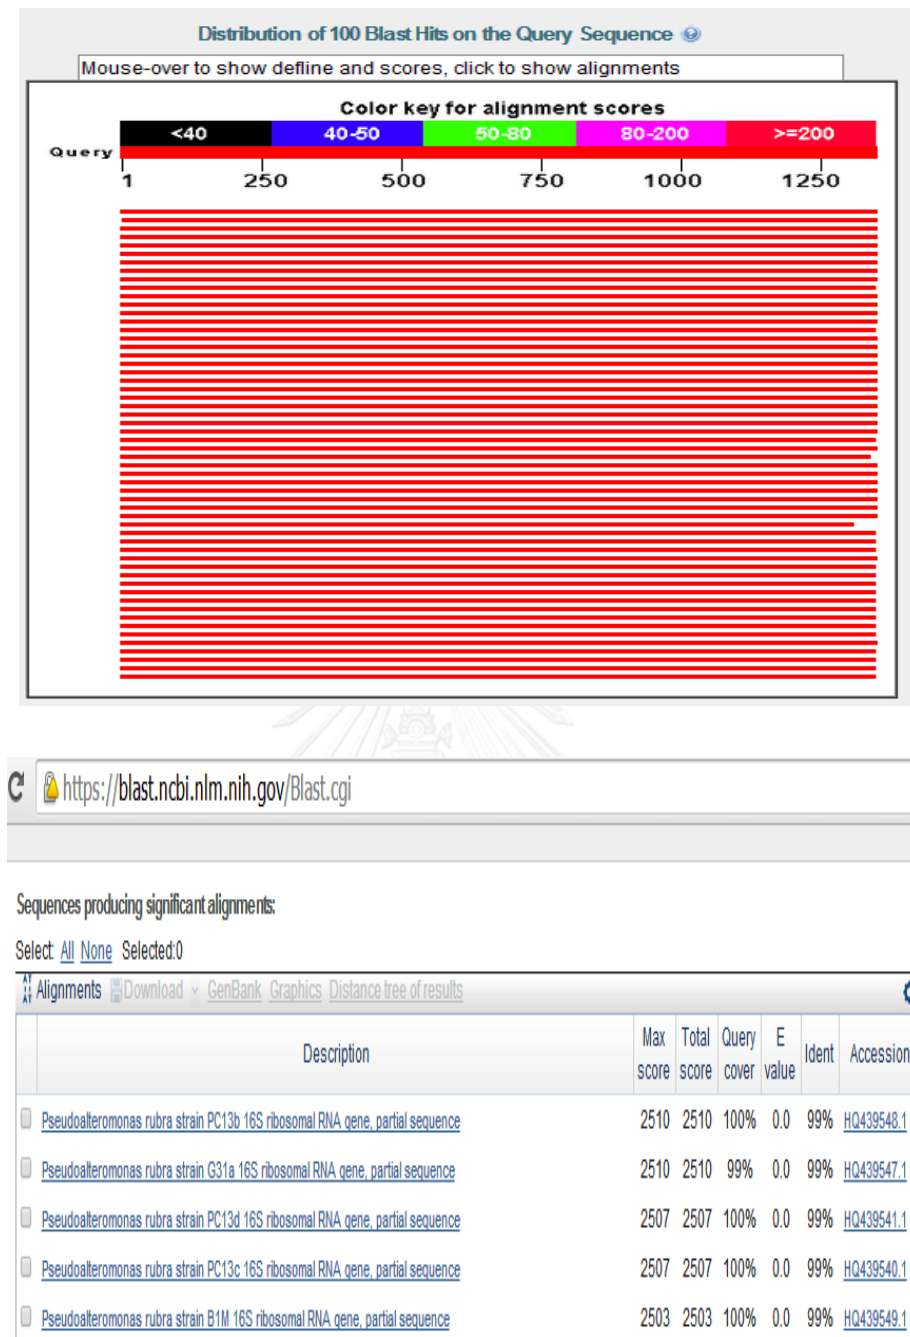 Distribution of 100 Blast Hits on the Query Sequence
Mouse-over to show defline and scores, click to show alignments
Color key for alignment scores
<40 40-50 50-80 80-200 >=200
Query
1 250 500 750 1000 1250
https://blast.ncbi.nlm.nih.gov/Blast.cgi
Sequences producing significant alignments:
Select: All None Selected:0
Alignments Download GenBank Graphics Distance tree of results
Description Max score Total score Query cover E value Ident Accession
Pseudoalteromonas rubra strain PC13b 16S ribosomal RNA gene, partial sequence 2510 2510 100% 0.0 99% HQ439548.1
Pseudoalteromonas rubra strain G31a 16S ribosomal RNA gene, partial sequence 2510 2510 99% 0.0 99% HQ439547.1
Pseudoalteromonas rubra strain PC13d 16S ribosomal RNA gene, partial sequence 2507 2507 100% 0.0 99% HQ439541.1
Pseudoalteromonas rubra strain PC13c 16S ribosomal RNA gene, partial sequence 2507 2507 100% 0.0 99% HQ439540.1
Pseudoalteromonas rubra strain B1M 16S ribosomal RNA gene, partial sequence 2503 2503 100% 0.0 99% HQ439549.1